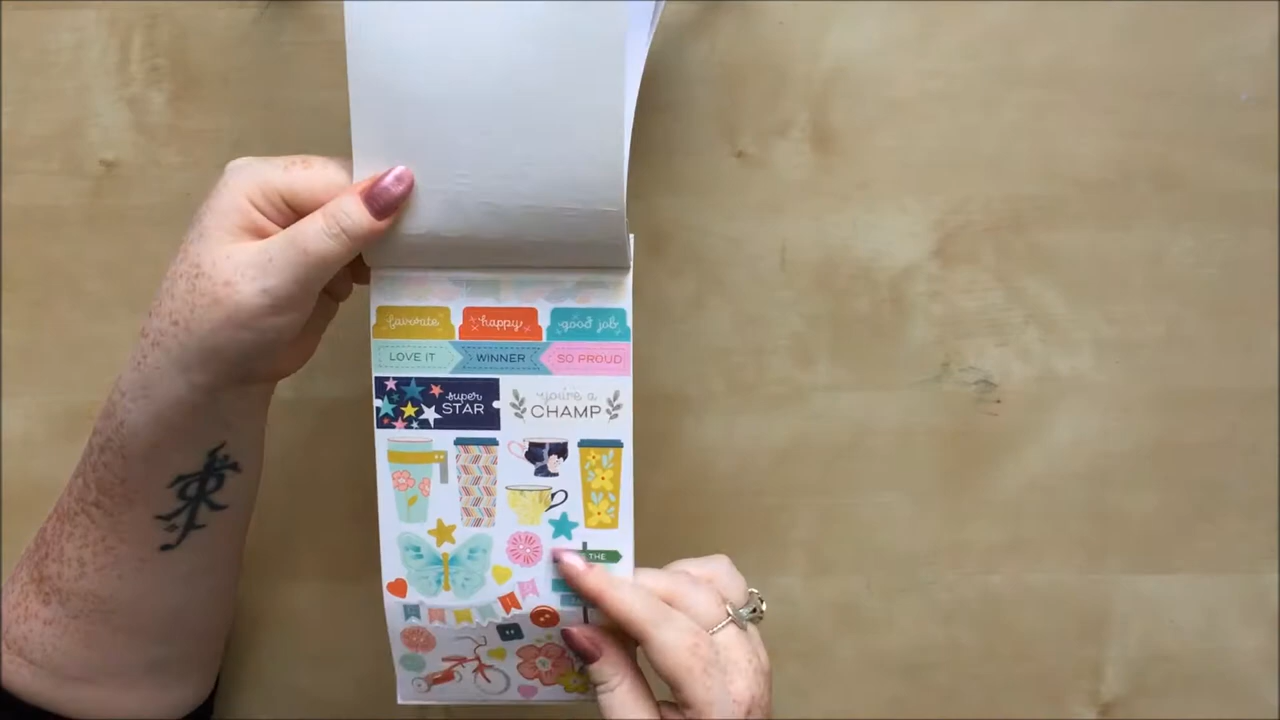 favorite happy good job
LOVE IT WINNER SO PROUD
super
STAR
you're a
CHAMP
THE